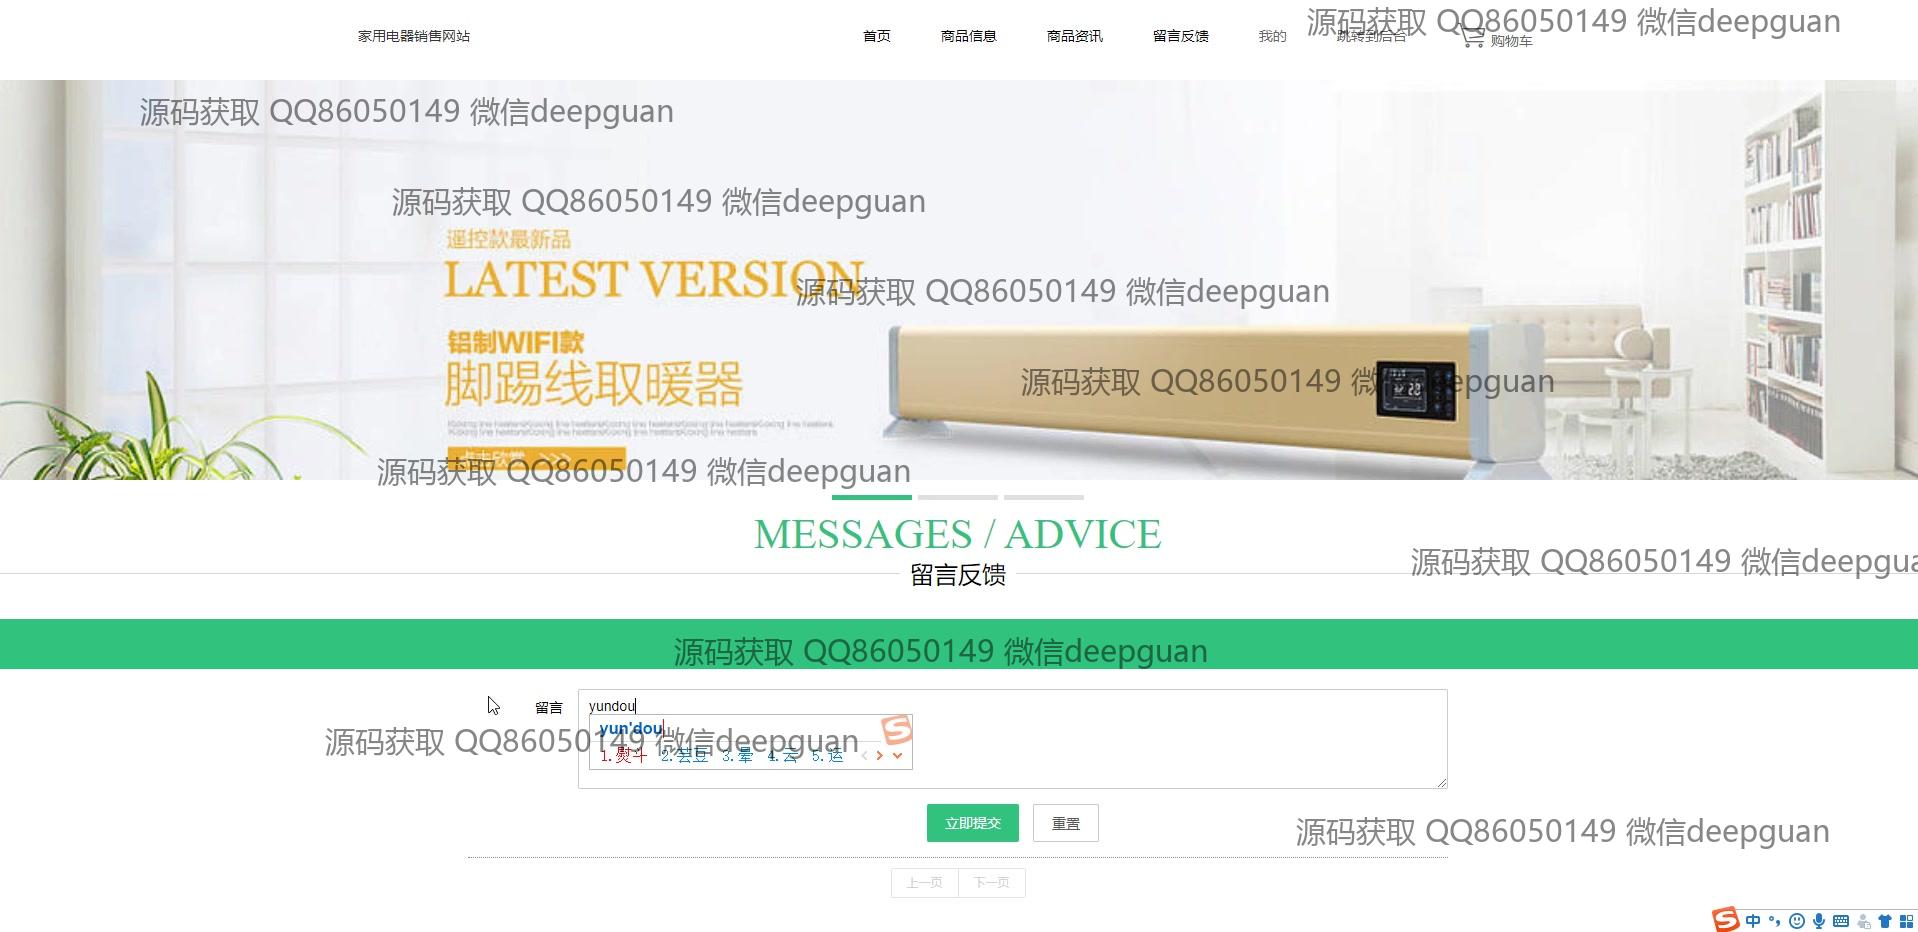 家用电器销售网站
首页 商品信息 商品资讯 留言反馈 我的 跳转到后台 购物车
源码获取 QQ86050149 微信deepguan
源码获取 QQ86050149 微信deepguan
源码获取 QQ86050149 微信deepguan
遥控款最新品
LATEST VERSION
源码获取 QQ86050149 微信deepguan
铝制WIFI款
脚踢线取暖器
源码获取 QQ86050149 微信deepguan
点击欣赏 >>>
源码获取 QQ86050149 微信deepguan
MESSAGES / ADVICE
源码获取 QQ86050149 微信deepgua
留言反馈
源码获取 QQ86050149 微信deepguan
留言
yundou
yun'dou
1.熨斗 2.芸豆 3.晕 4.云 5.运
源码获取 QQ86050149 微信deepguan
立即提交 重置
源码获取 QQ86050149 微信deepguan
上一页 下一页
中